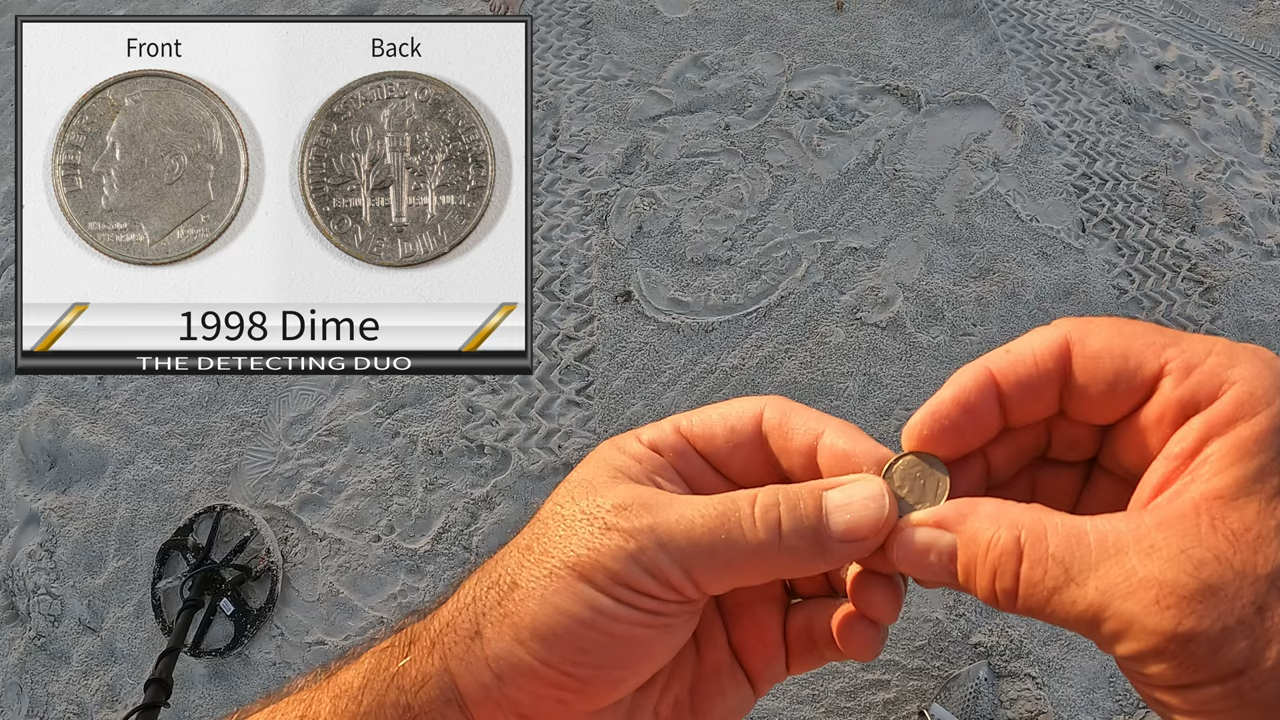 Front
Back
LIBERTY
UNITED STATES OF AMERICA
ONE DIME
1998 Dime
THE DETECTING DUO